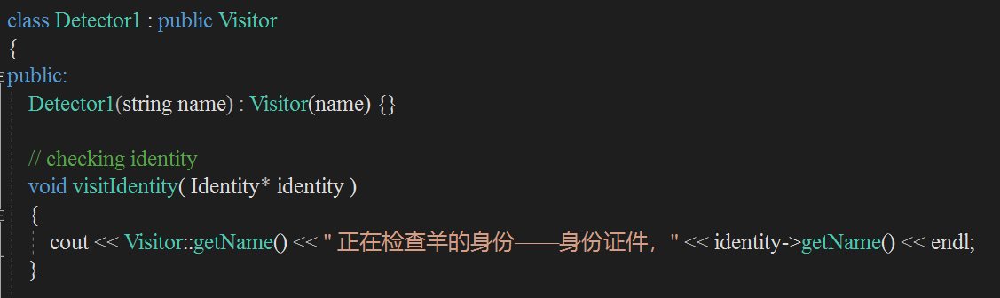 class Detector1 : public Visitor
{
public:
Detector1(string name) : Visitor(name) {}
// checking identity
void visitIdentity( Identity* identity )
{
cout << Visitor::getName() << " 正在检查羊的身份——身份证件，" << identity->getName() << endl;
}